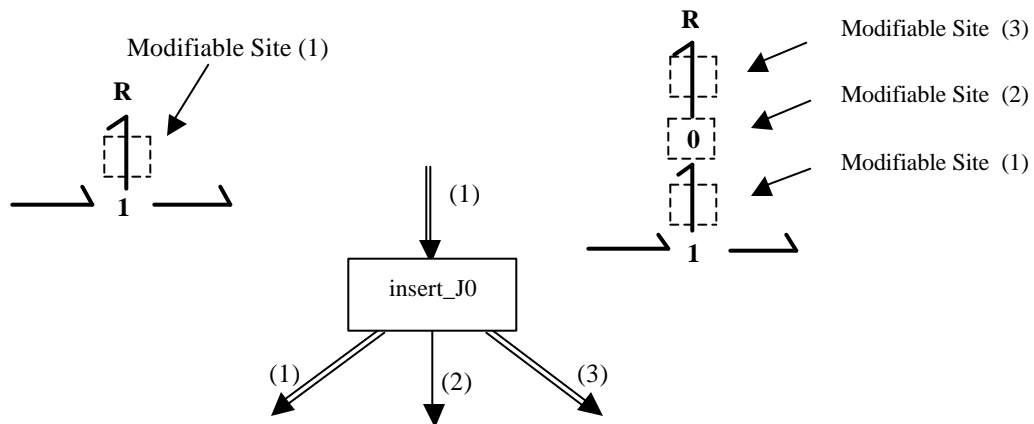 Modifiable Site (1)
R
1
(1)
insert_J0
(1)
(2)
(3)
R
Modifiable Site (3)
0
Modifiable Site (2)
Modifiable Site (1)
1